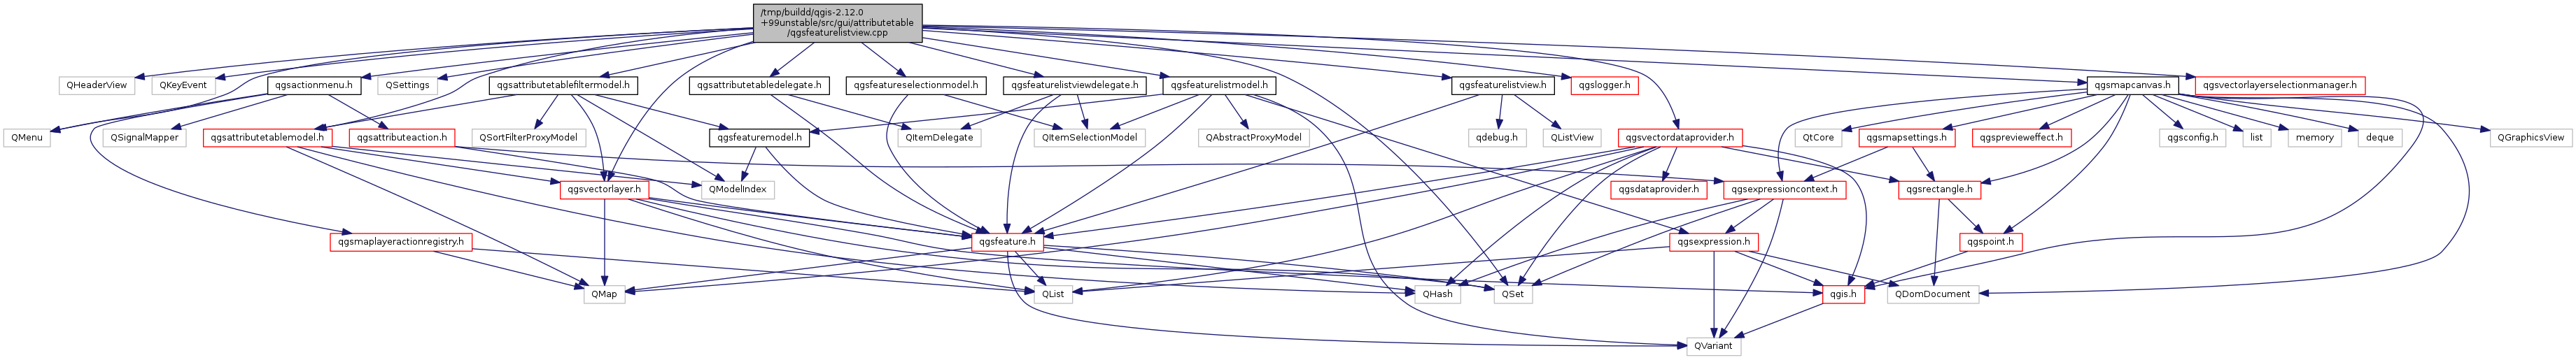 /tmp/buildd/qgis-2.12.0
+99unstable/src/gui/attributetable
/qgsfeaturelistview.cpp
QHeaderView
QKeyEvent
qgsactionmenu.h
QSettings
qgsattributetablefiltermodel.h
qgsattributetabledelegate.h
qgsfeatureselectionmodel.h
qgsfeaturelistviewdelegate.h
qgsfeaturelistmodel.h
qgsfeaturelistview.h
qgslogger.h
qgsmapcanvas.h
qgsvectorlayerselectionmanager.h
QMenu
QSignalMapper
qgsattributetablemodel.h
qgsattributeaction.h
QSortFilterProxyModel
qgsfeaturemodel.h
QItemDelegate
QItemSelectionModel
QAbstractProxyModel
qdebug.h
QListView
qgsvectordataprovider.h
QtCore
qgsmapsettings.h
qgsprevieweffect.h
qgsconfig.h
list
memory
deque
QGraphicsView
qgsvectorlayer.h
QModelIndex
qgsdataprovider.h
qgsexpressioncontext.h
qgsrectangle.h
qgsmaplayeractionregistry.h
qgsfeature.h
qgsexpression.h
qgspoint.h
QMap
QList
QHash
QSet
qgis.h
QDomDocument
QVariant